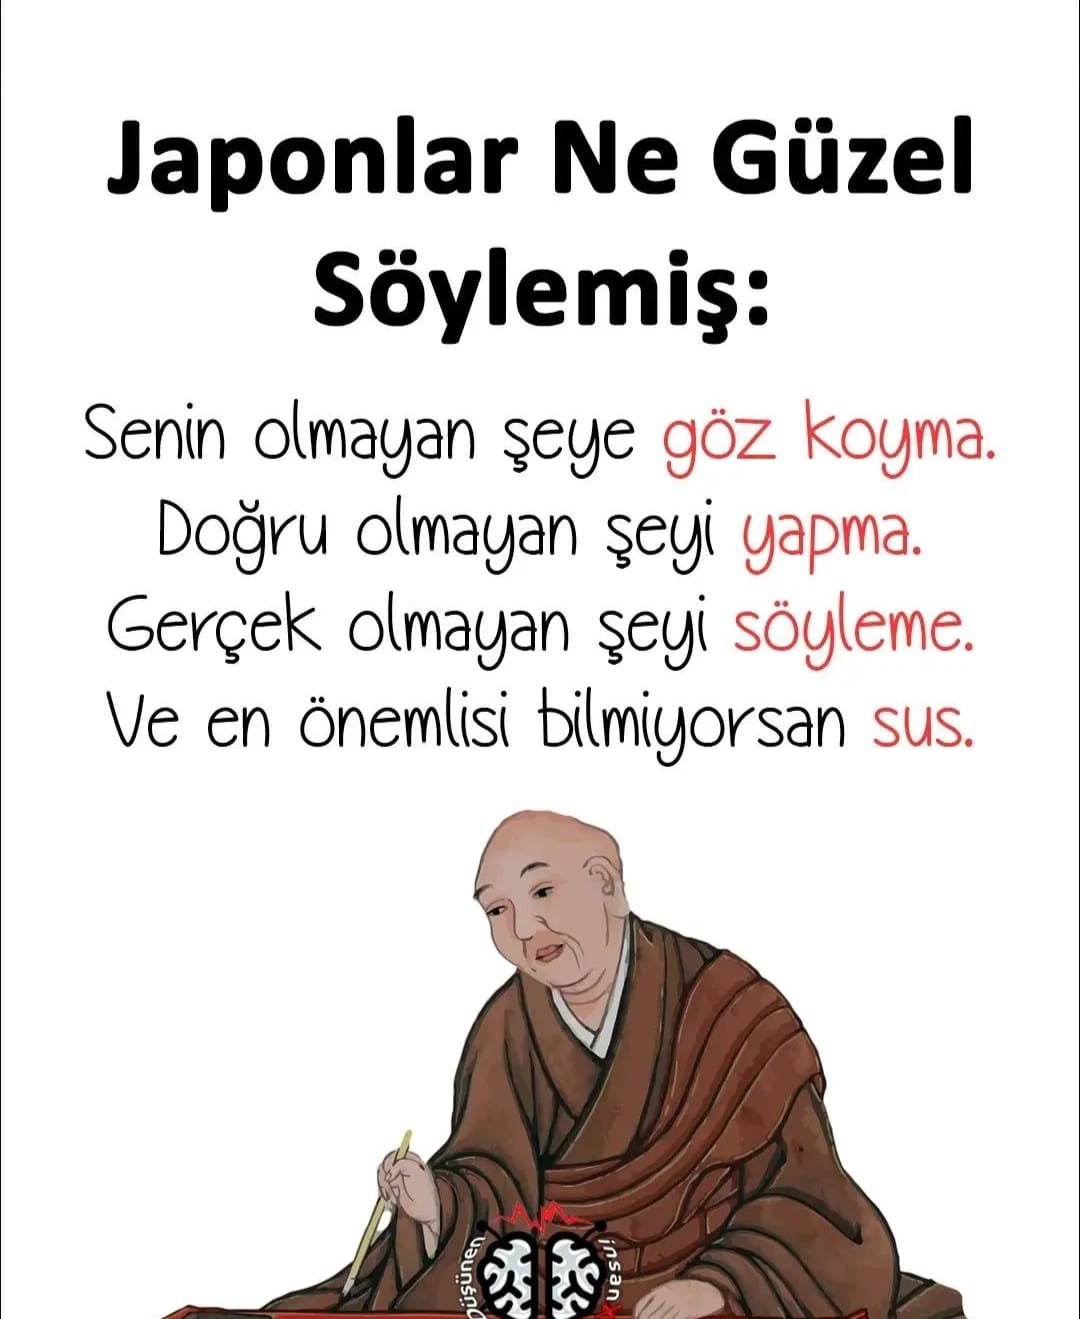 Japonlar Ne Güzel
Söylemiş:
Senin olmayan şeye göz koyma.
Doğru olmayan şeyi yapma.
Gerçek olmayan şeyi söyleme.
Ve en önemlisi bilmiyorsan sus.
Düşünen
insan X